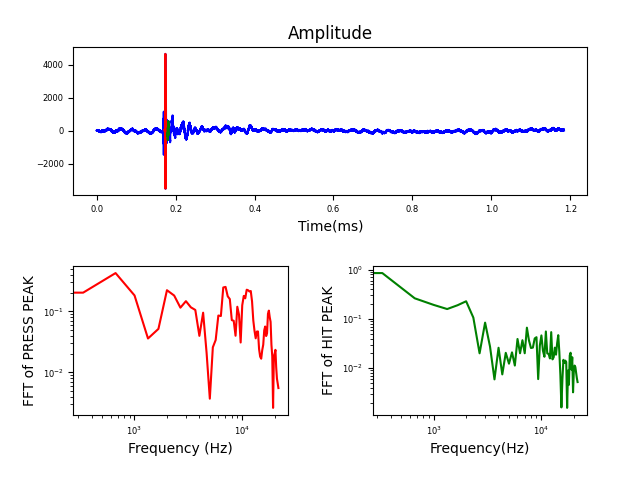 Amplitude
4000
2000
0
−2000
0.0 0.2 0.4 0.6 0.8 1.0 1.2
Time(ms)
FFT of PRESS PEAK
10⁻¹
10⁻²
10³ 10⁴
Frequency (Hz)
FFT of HIT PEAK
10⁰
10⁻¹
10⁻²
10³ 10⁴
Frequency(Hz)